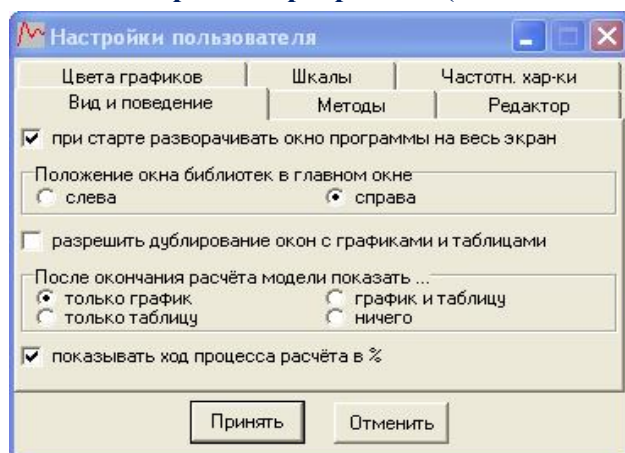 Настройки пользователя
Цвета графиков Шкалы Частотн. хар-ки
Вид и поведение Методы Редактор
при старте разворачивать окно программы на весь экран
Положение окна библиотек в главном окне
слева справа
разрешить дублирование окон с графиками и таблицами
После окончания расчёта модели показать ...
только график график и таблицу
только таблицу ничего
показывать ход процесса расчёта в %
Принять Отменить